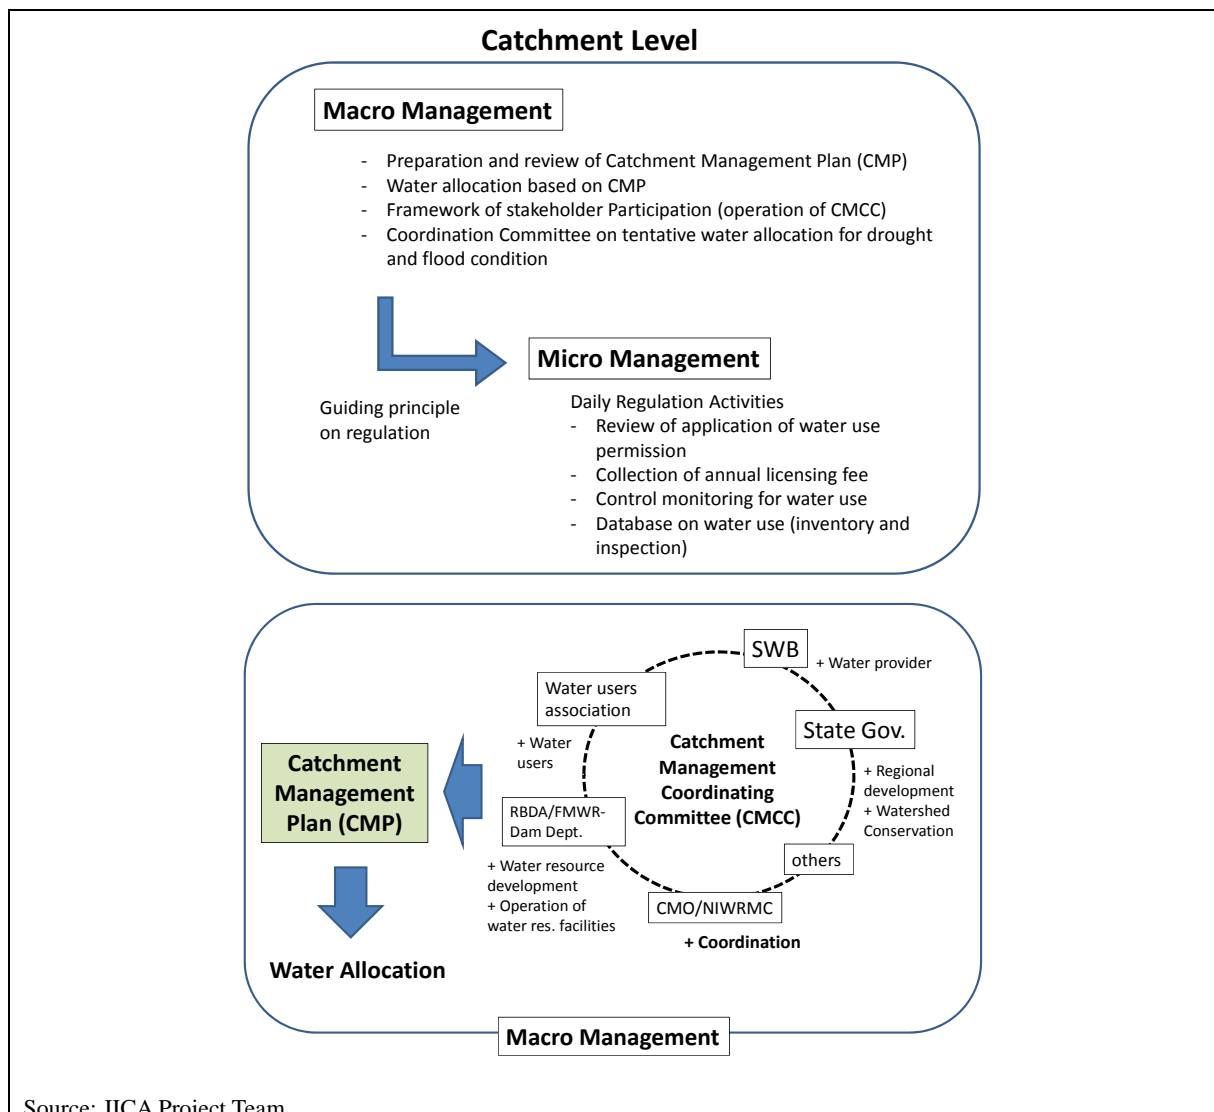 Catchment Level
Macro Management
- Preparation and review of Catchment Management Plan (CMP)
- Water allocation based on CMP
- Framework of stakeholder Participation (operation of CMCC)
- Coordination Committee on tentative water allocation for drought
and flood condition
Guiding principle
on regulation
Micro Management
Daily Regulation Activities
- Review of application of water use
permission
- Collection of annual licensing fee
- Control monitoring for water use
- Database on water use (inventory and
inspection)
SWB
+ Water provider
Water users
association
+ Water
users
State Gov.
+ Regional
development
+ Watershed
Conservation
Catchment
Management
Coordinating
Committee (CMCC)
Catchment
Management
Plan (CMP)
RBDA/FMWR-
Dam Dept.
+ Water resource
development
+ Operation of
water res. facilities
others
CMO/NIWRMC
+ Coordination
Water Allocation
Macro Management
Source: JICA Project Team